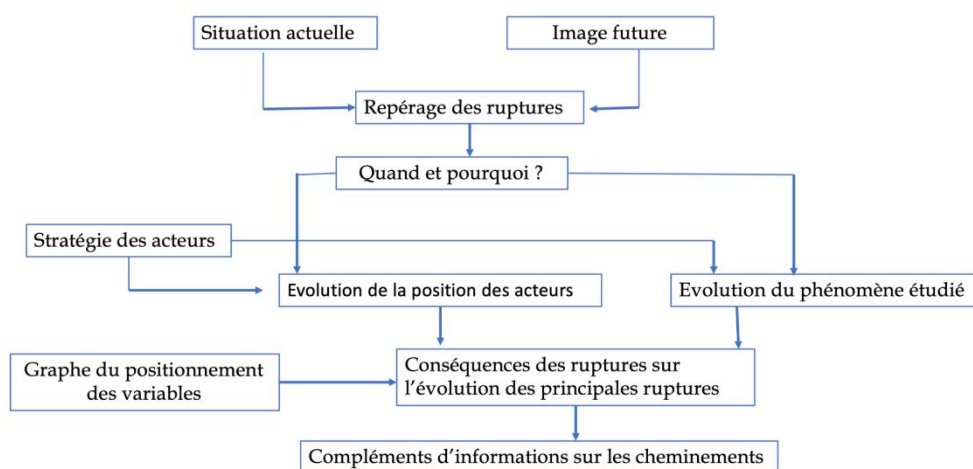 Situation actuelle
Image future
Repérage des ruptures
Quand et pourquoi ?
Stratégie des acteurs
Evolution de la position des acteurs
Evolution du phénomène étudié
Graphe du positionnement
des variables
Conséquences des ruptures sur
l’évolution des principales ruptures
Compléments d’informations sur les cheminements